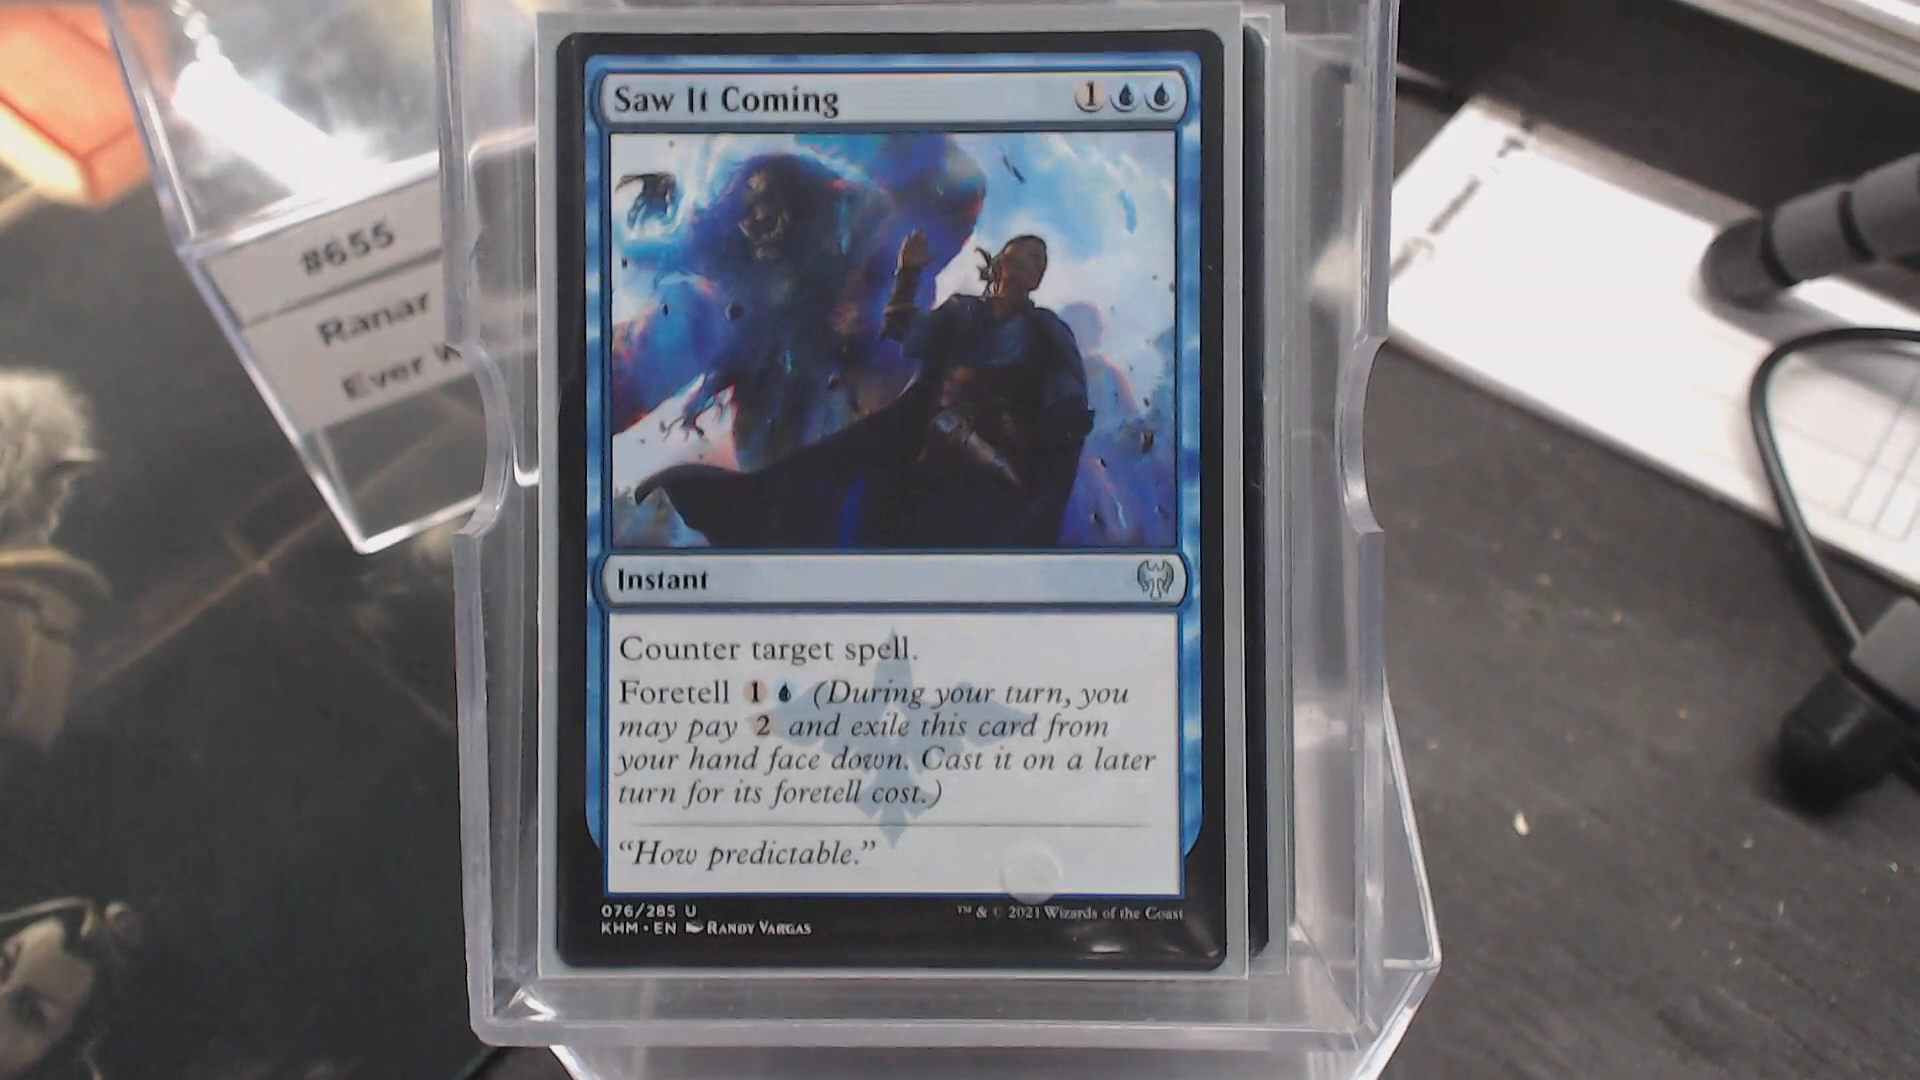 #655
Ranar
Ever
Saw It Coming 1
Instant
Counter target spell.
Foretell 1 (During your turn, you
may pay 2 and exile this card from
your hand face down. Cast it on a later
turn for its foretell cost.)
“How predictable.”
076/285 U
KHM • EN RANDY VARGAS
™ & © 2021 Wizards of the Coast